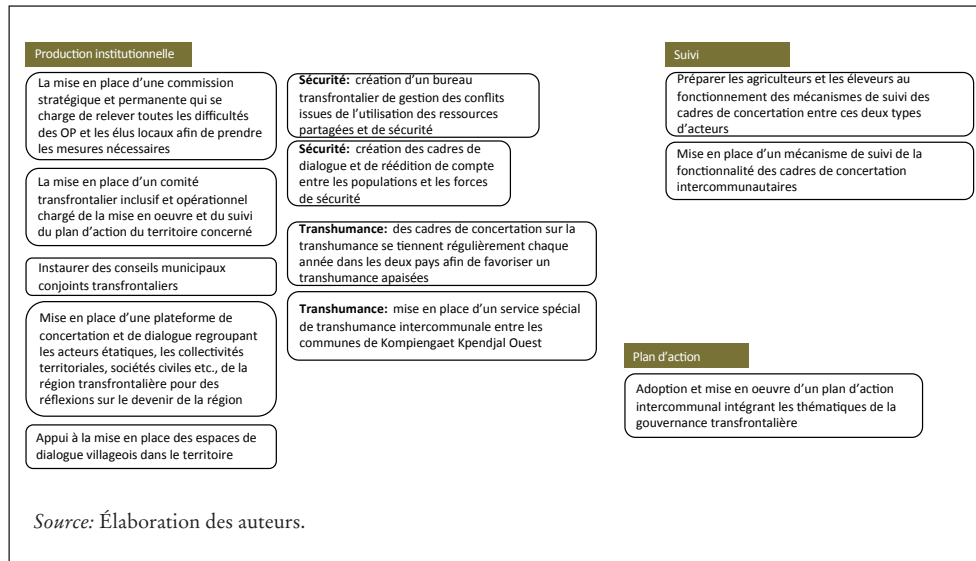 Production institutionnelle
La mise en place d'une commission
stratégique et permanente qui se
charge de relever toutes les difficultés
des OP et les élus locaux afin de prendre
les mesures nécessaires
La mise en place d'un comité
transfrontalier inclusif et opérationnel
chargé de la mise en oeuvre et du suivi
du plan d'action du territoire concerné
Instaurer des conseils municipaux
conjoints transfrontaliers
Mise en place d'une plateforme de
concertation et de dialogue regroupant
les acteurs étatiques, les collectivités
territoriales, sociétés civiles etc., de la
région transfrontalière pour des
réflexions sur le devenir de la région
Appui à la mise en place des espaces de
dialogue villageois dans le territoire
Sécurité: création d'un bureau
transfrontalier de gestion des conflits
issues de l'utilisation des ressources
partagées et de sécurité
Sécurité: création des cadres de
dialogue et de réédition de compte
entre les populations et les forces
de sécurité
Transhumance: des cadres de concertation sur la
transhumance se tiennent régulièrement chaque
année dans les deux pays afin de favoriser un
transhumance apaisées
Transhumance: mise en place d'un service spécial
de transhumance intercommunale entre les
communes de Kompiengaet Kpendjal Ouest
Suivi
Préparer les agriculteurs et les éleveurs au
fonctionnement des mécanismes de suivi des
cadres de concertation entre ces deux types
d'acteurs
Mise en place d'un mécanisme de suivi de la
fonctionnalité des cadres de concertation
intercommunautaires
Plan d'action
Adoption et mise en oeuvre d'un plan d'action
intercommunal intégrant les thématiques de la
gouvernance transfrontalière
Source: Élaboration des auteurs.